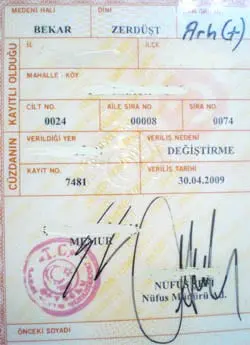 MEDENİ HALİ DİNİ
BEKAR ZERDÜŞT Arh(+)
İL İLÇE
MAHALLE - KÖY
CİLT NO AİLE SIRA NO SIRA NO
0024 00008 0074
VERİLDİĞİ YER VERİLİŞ NEDENİ
DEĞİŞTİRME
KAYIT NO VERİLİŞ TARİHİ
7481 30.04.2009
CÜZDANIN KAYITLI OLDUĞU
T.C.
MEMUR
NÜFUS
Nüfus Müdürü
ÖNCEKİ SOYADI